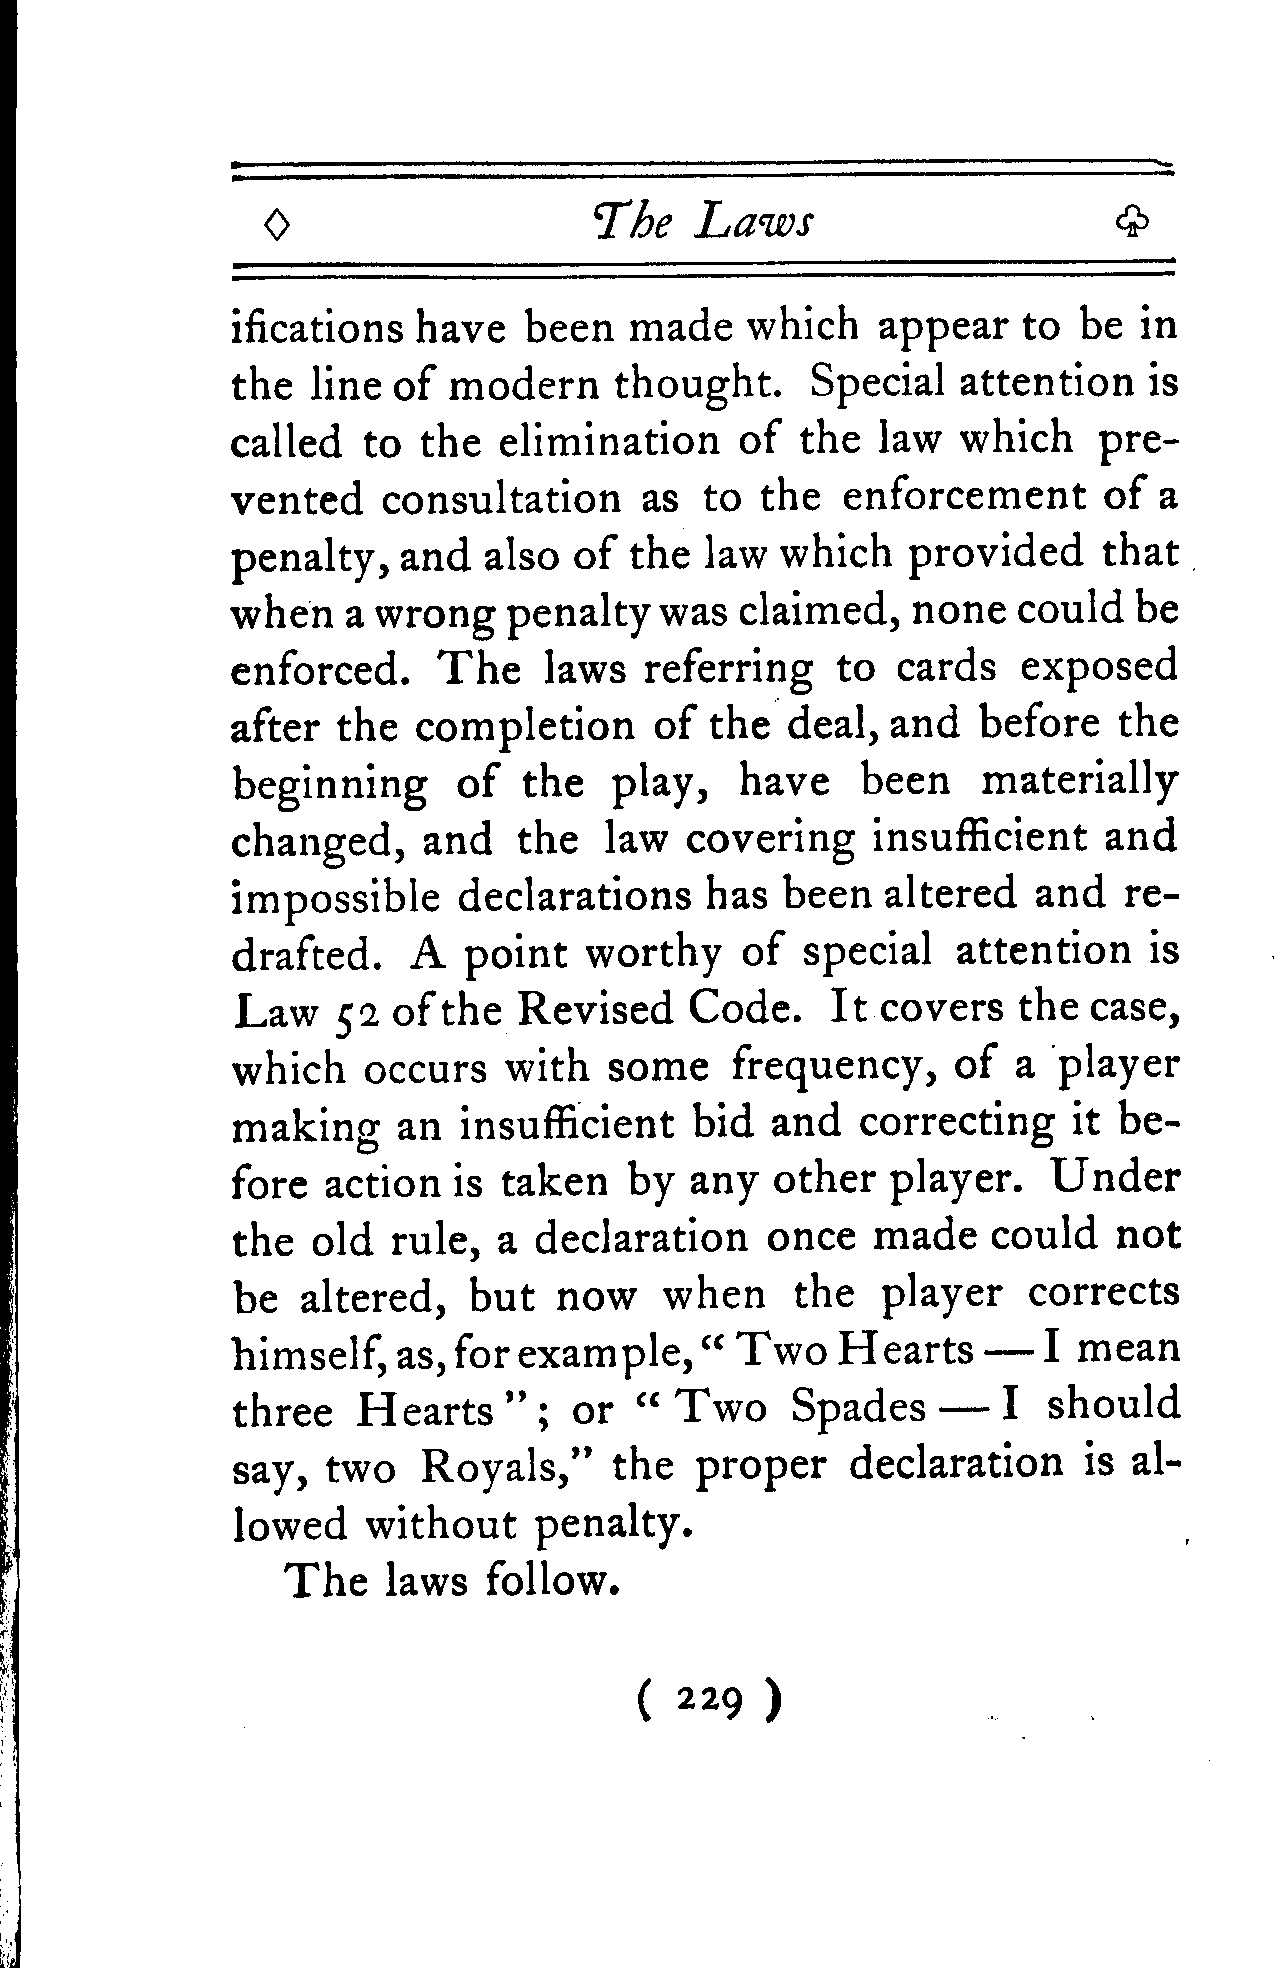 ◇ The Laws ♧
ifications have been made which appear to be in
the line of modern thought. Special attention is
called to the elimination of the law which pre-
vented consultation as to the enforcement of a
penalty, and also of the law which provided that
when a wrong penalty was claimed, none could be
enforced. The laws referring to cards exposed
after the completion of the deal, and before the
beginning of the play, have been materially
changed, and the law covering insufficient and
impossible declarations has been altered and re-
drafted. A point worthy of special attention is
Law 52 of the Revised Code. It covers the case,
which occurs with some frequency, of a player
making an insufficient bid and correcting it be-
fore action is taken by any other player. Under
the old rule, a declaration once made could not
be altered, but now when the player corrects
himself, as, for example, “ Two Hearts — I mean
three Hearts ” ; or “ Two Spades — I should
say, two Royals,” the proper declaration is al-
lowed without penalty.
The laws follow.
( 229 )